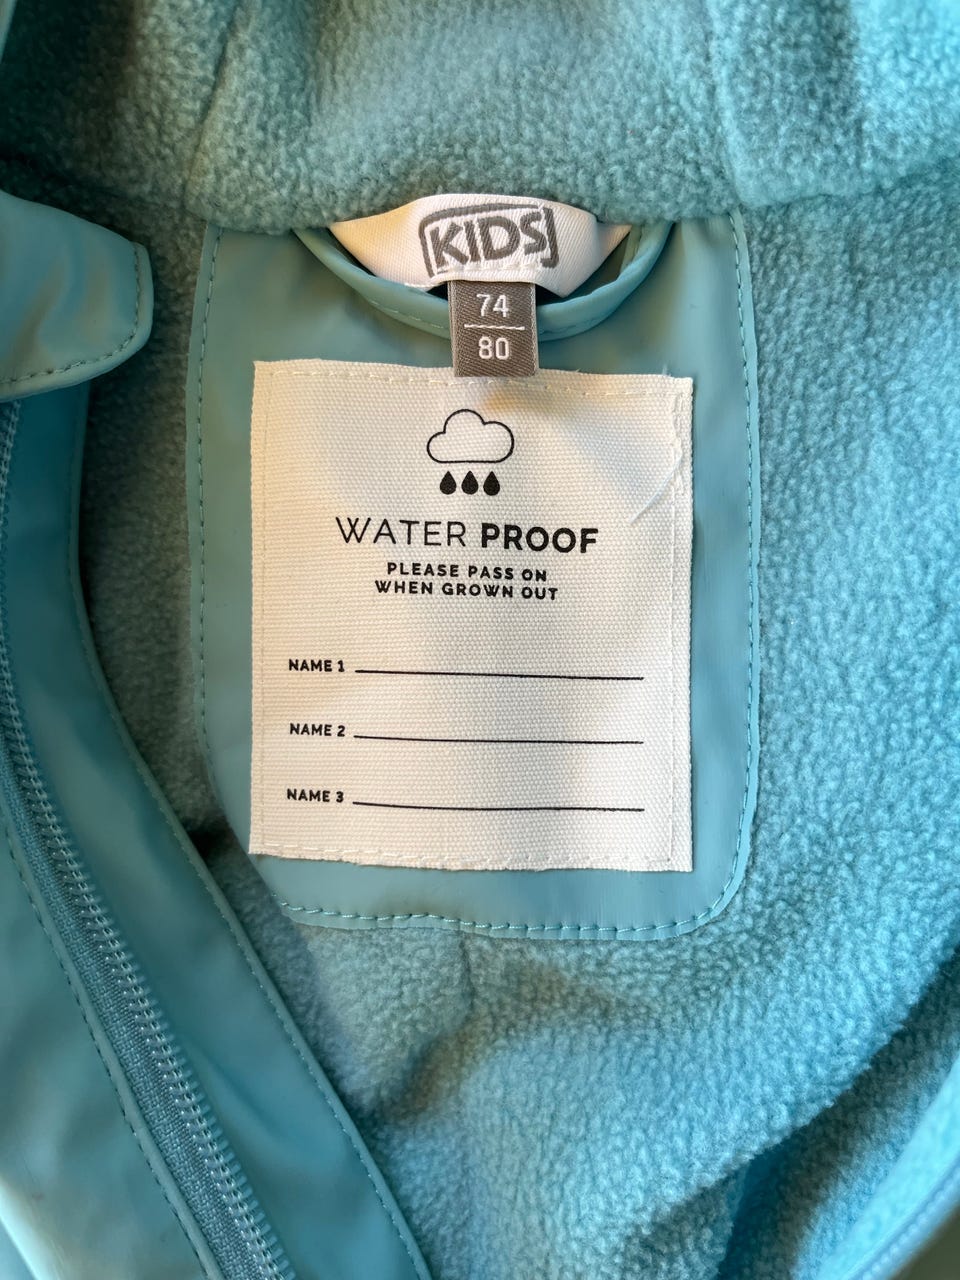 KIDS
74
80
WATER PROOF
PLEASE PASS ON
WHEN GROWN OUT
NAME 1
NAME 2
NAME 3